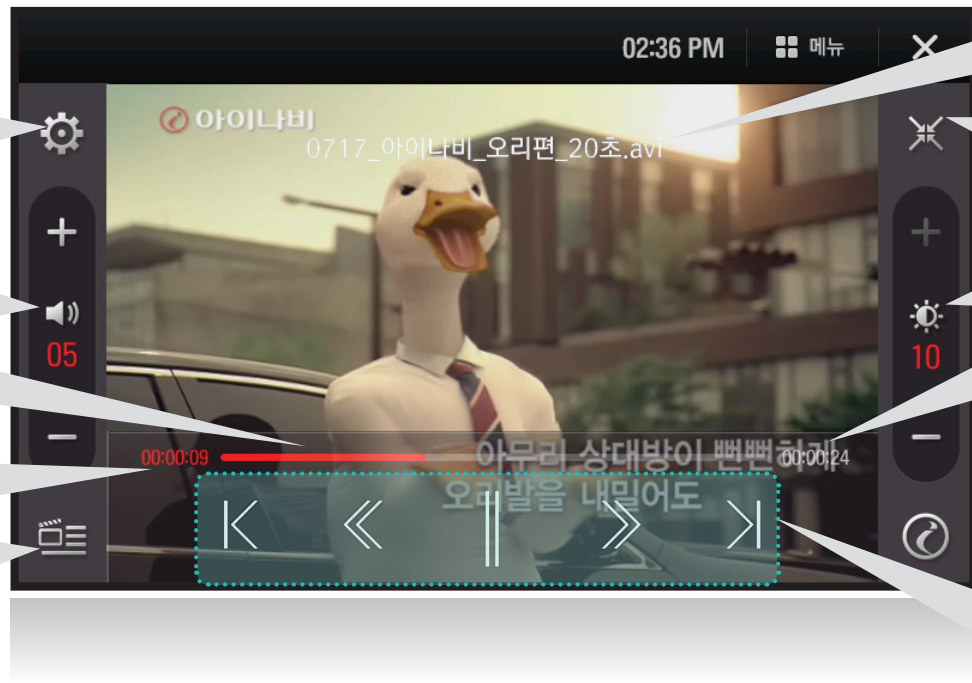 02:36 PM 메뉴
아이나비
0717_아이나비_오리편_20초.avi
05
10
00:00:09 00:00:24
아무리 상대방이 뻔뻔하게
오리발을 내밀어도